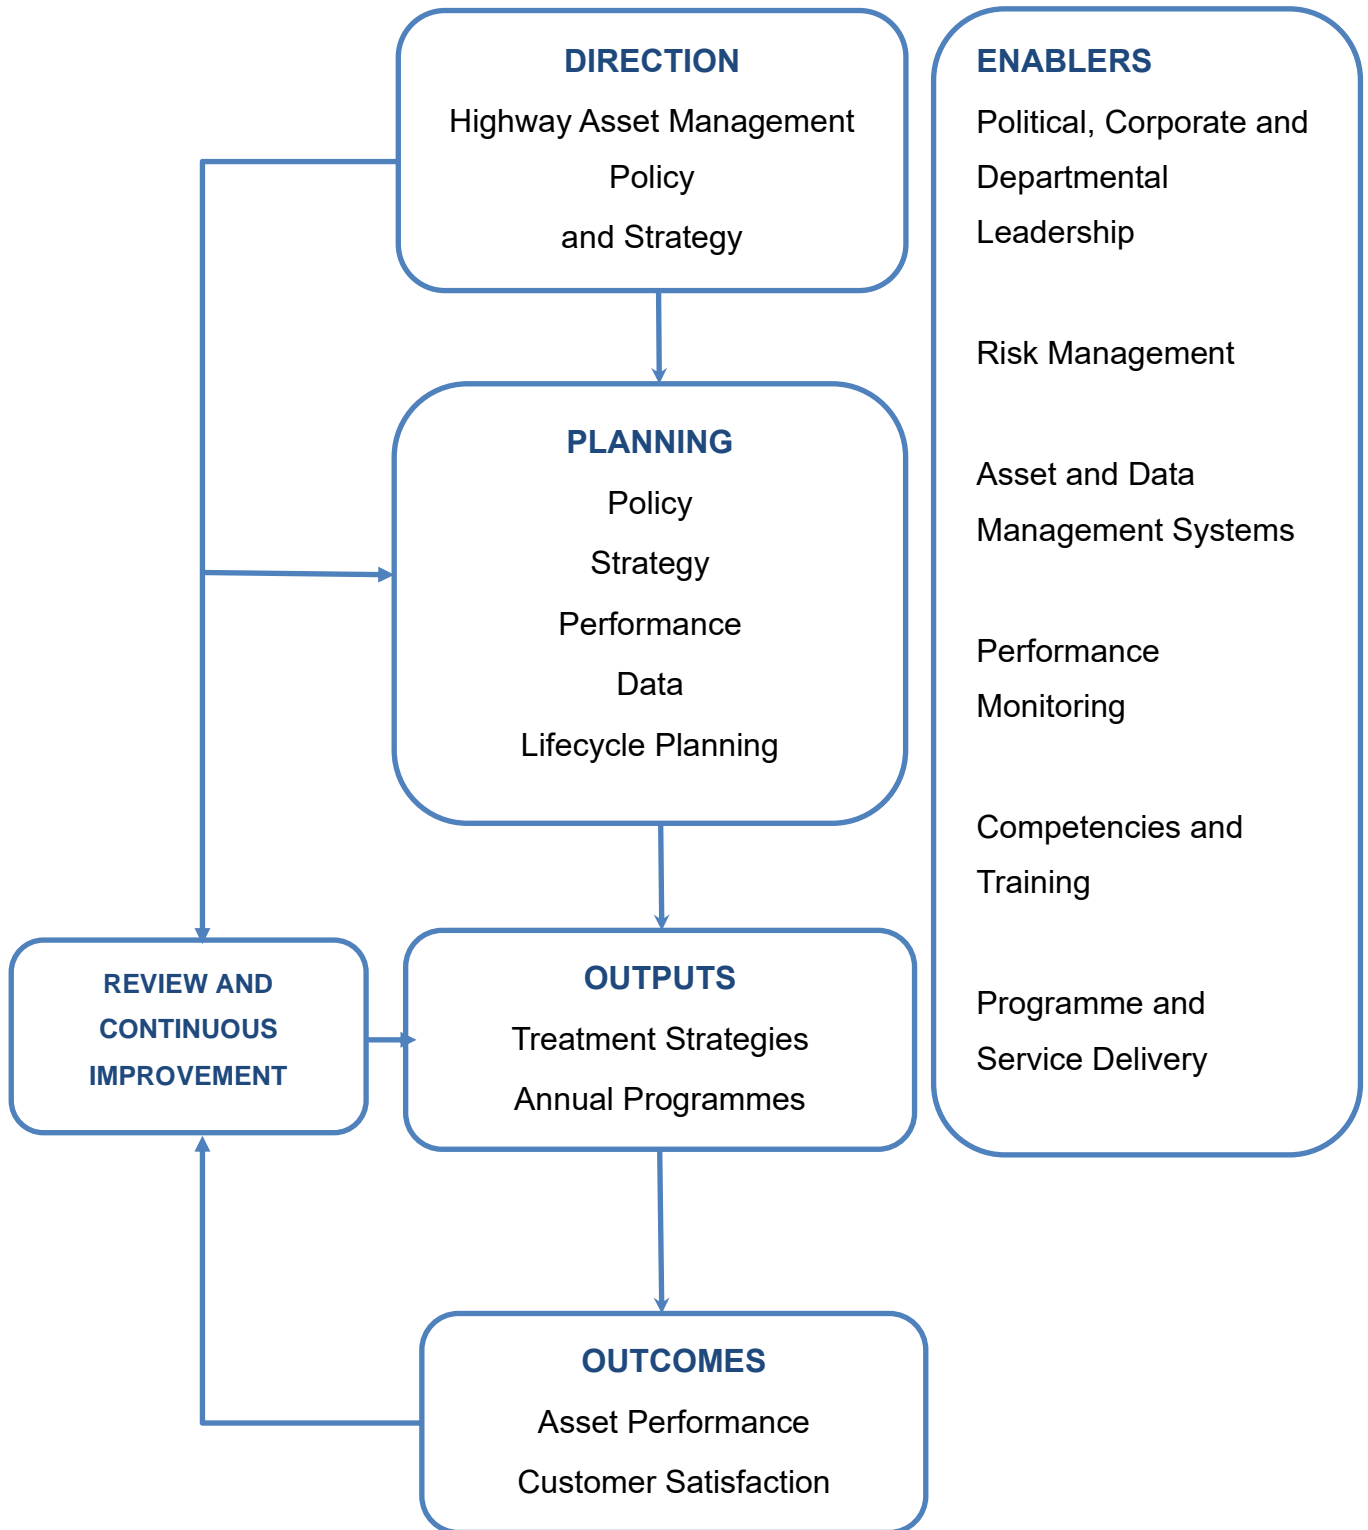 DIRECTION
Highway Asset Management
Policy
and Strategy
PLANNING
Policy
Strategy
Performance
Data
Lifecycle Planning
REVIEW AND
CONTINUOUS
IMPROVEMENT
OUTPUTS
Treatment Strategies
Annual Programmes
OUTCOMES
Asset Performance
Customer Satisfaction
ENABLERS
Political, Corporate and
Departmental
Leadership
Risk Management
Asset and Data
Management Systems
Performance
Monitoring
Competencies and
Training
Programme and
Service Delivery